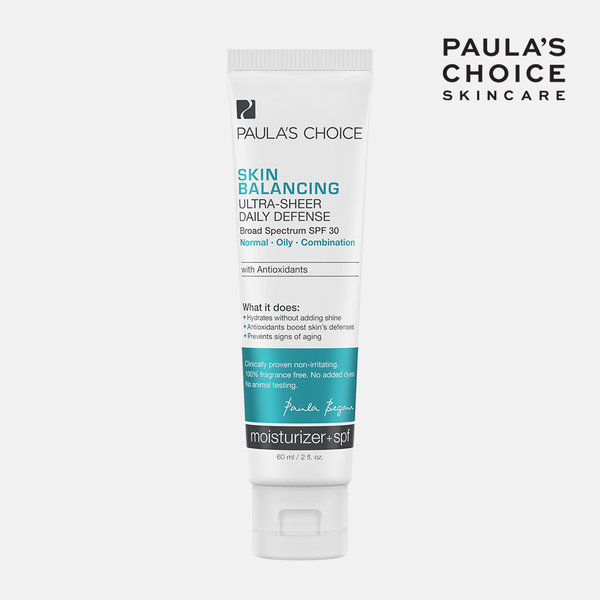 PAULA'S
CHOICE
SKINCARE
PAULA'S CHOICE
SKIN
BALANCING
ULTRA-SHEER
DAILY DEFENSE
Broad Spectrum SPF 30
Normal • Oily • Combination
with Antioxidants
What it does:
+Hydrates without adding shine
+Antioxidants boost skin's defenses
+Prevents signs of aging
Clinically proven non-irritating.
100% fragrance free. No added dyes.
No animal testing.
Paula Begoun
moisturizer+spf
60 ml / 2 fl. oz.